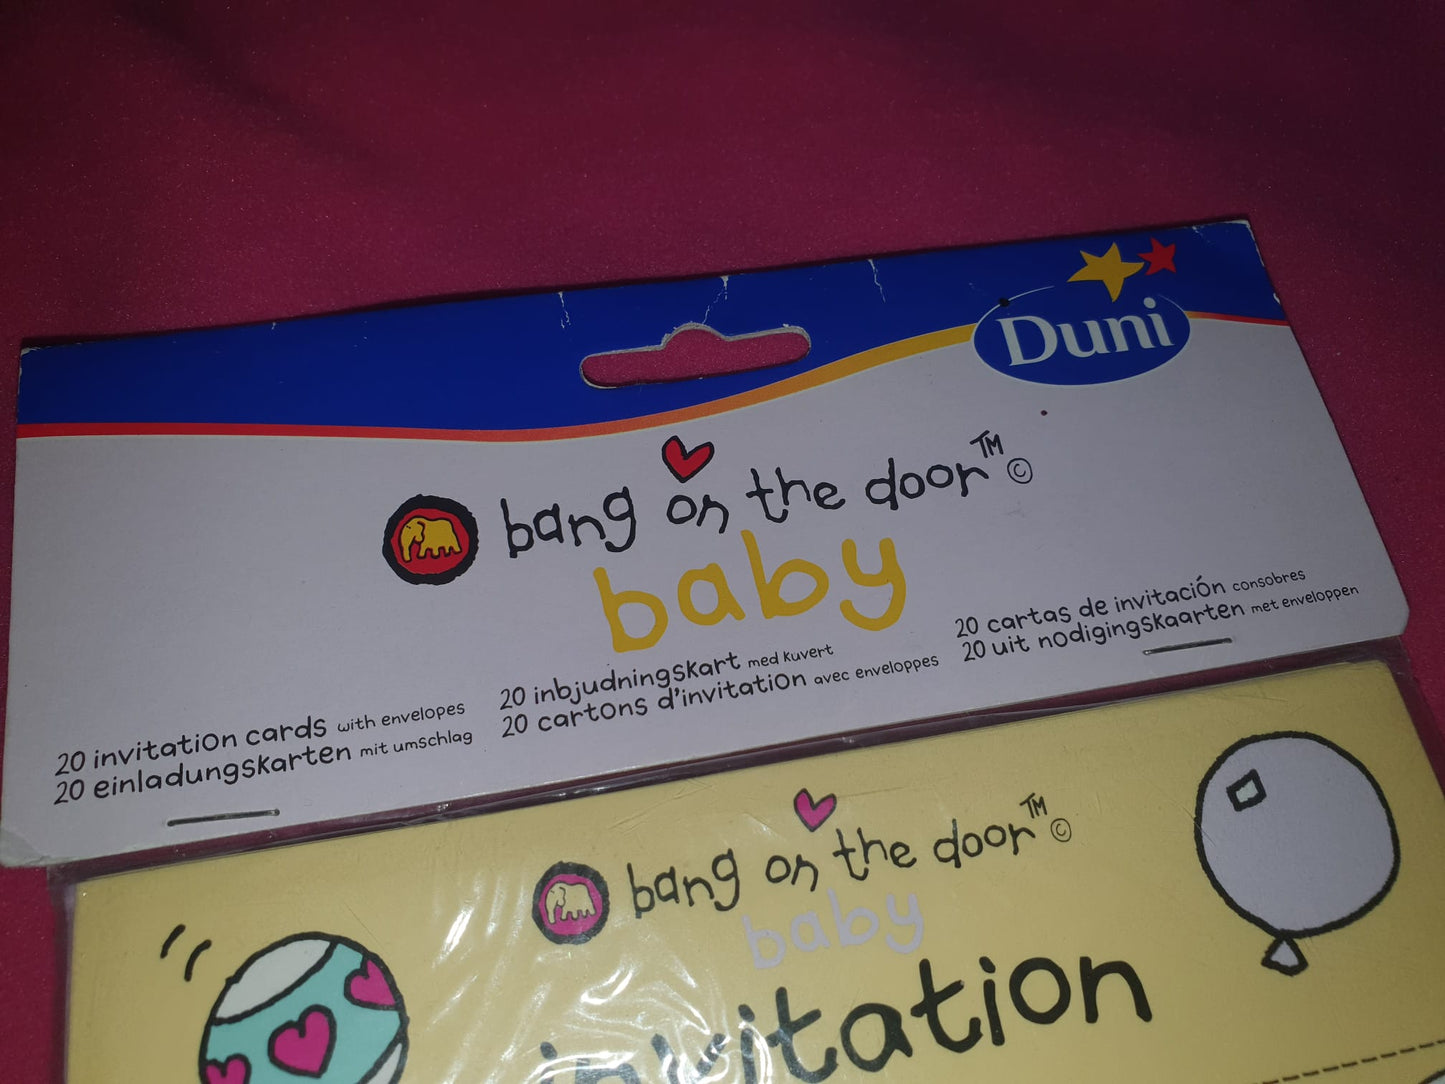 Duni
bang on the door™ ©
baby
20 invitation cards with envelopes
20 einladungskarten mit umschlag
20 inbjudningskart med kuvert
20 cartons d'invitation avec enveloppes
20 cartas de invitación consobres
20 uit nodigingskaarten met enveloppen
bang on the door™ ©
baby
invitation